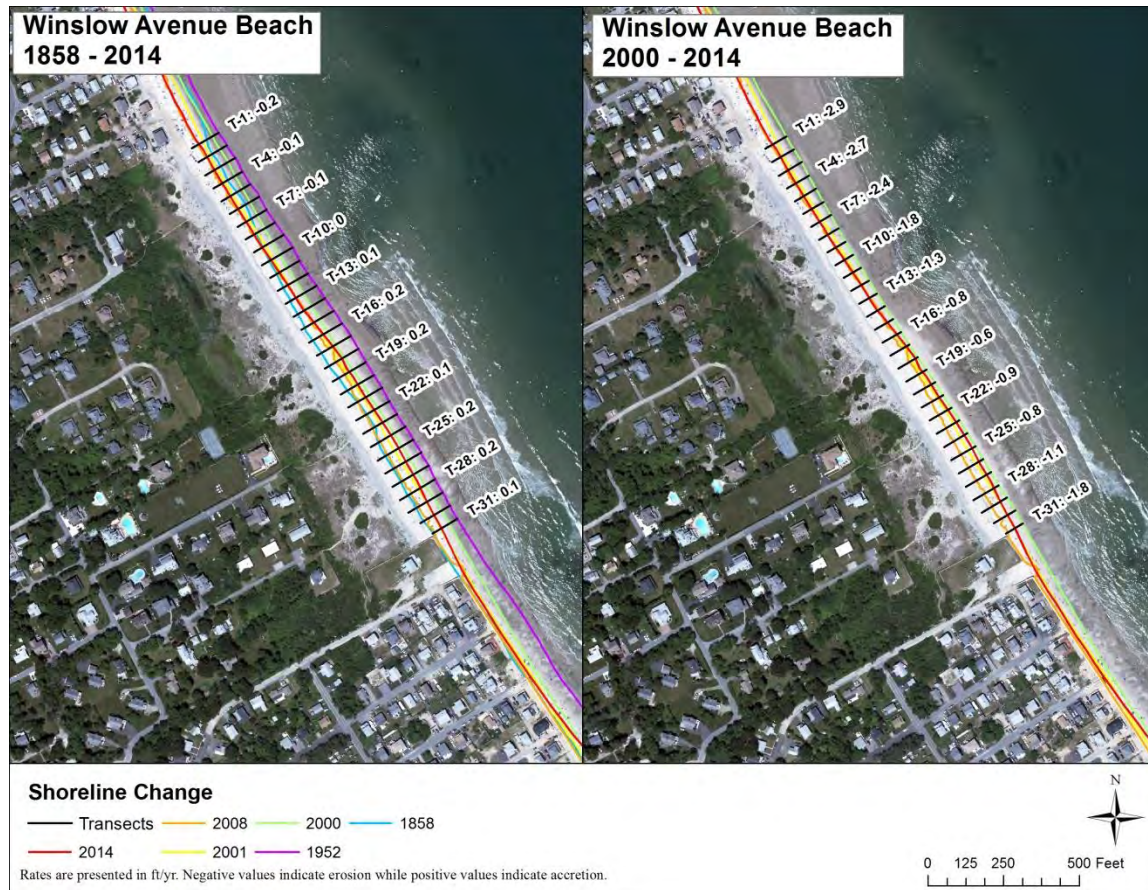 Winslow Avenue Beach
1858 - 2014
T-1: -0.2
T-4: -0.1
T-7: -0.1
T-10: 0
T-13: 0.1
T-16: 0.2
T-19: 0.2
T-22: 0.1
T-25: 0.2
T-28: 0.2
T-31: 0.1
Winslow Avenue Beach
2000 - 2014
T-1: -2.9
T-4: -2.7
T-7: -2.4
T-10: -1.8
T-13: -1.3
T-16: -0.8
T-19: -0.6
T-22: -0.9
T-25: -0.8
T-28: -1.1
T-31: -1.8
Shoreline Change
Transects 2008 2000 1858
2014 2001 1952
Rates are presented in ft/yr. Negative values indicate erosion while positive values indicate accretion.
N
0 125 250 500 Feet